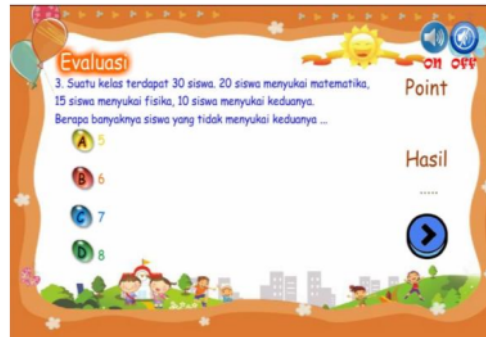 Evaluasi
ON OFF
3. Suatu kelas terdapat 30 siswa. 20 siswa menyukai matematika,
15 siswa menyukai fisika, 10 siswa menyukai keduanya.
Berapa banyaknya siswa yang tidak menyukai keduanya ...
Point
A 5
B 6
C 7
D 8
Hasil
.....